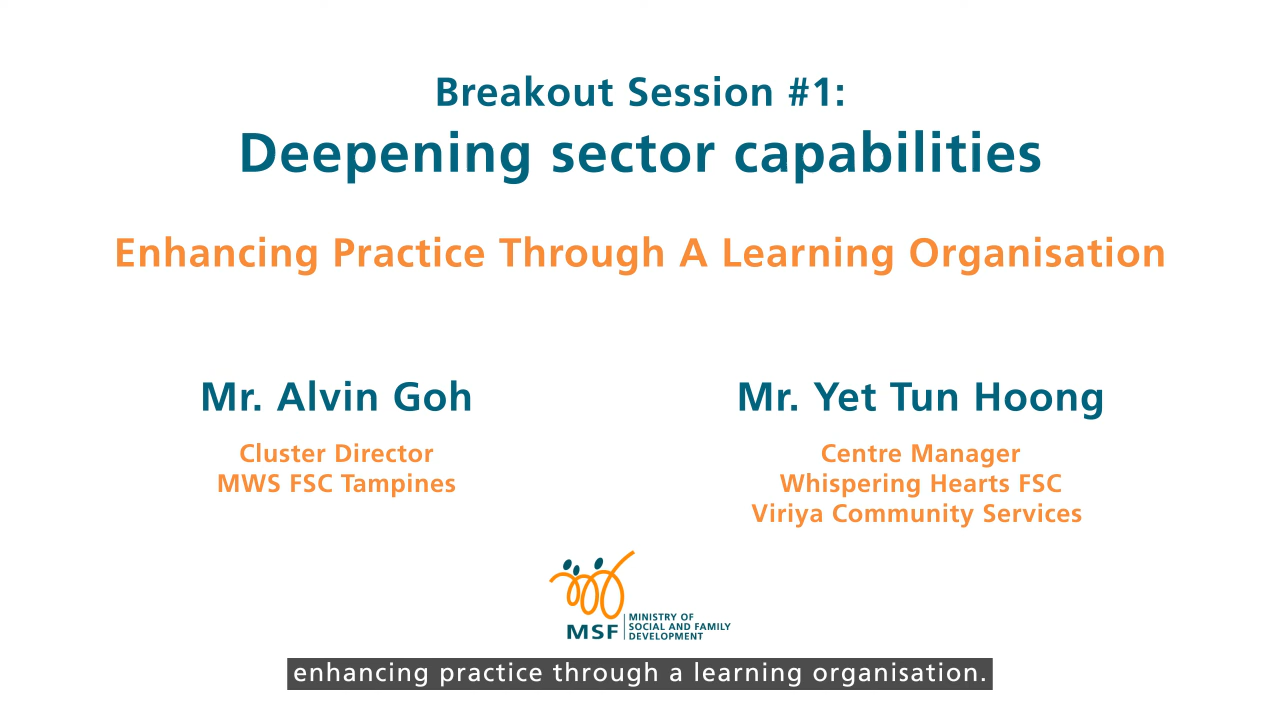 Breakout Session #1:
Deepening sector capabilities
Enhancing Practice Through A Learning Organisation
Mr. Alvin Goh
Cluster Director
MWS FSC Tampines
Mr. Yet Tun Hoong
Centre Manager
Whispering Hearts FSC
Viriya Community Services
MSF
MINISTRY OF
SOCIAL AND FAMILY
DEVELOPMENT
enhancing practice through a learning organisation.